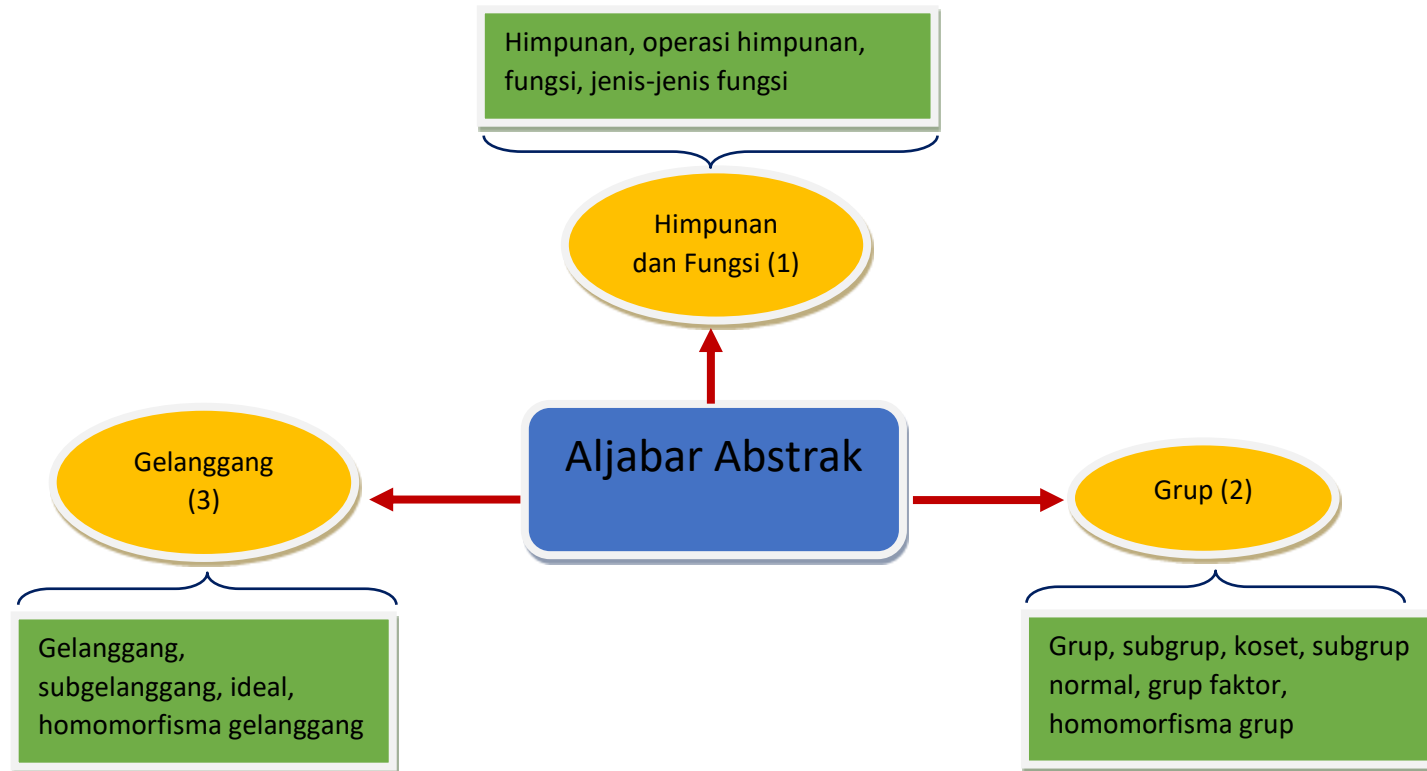 Himpunan, operasi himpunan,
fungsi, jenis-jenis fungsi
Himpunan
dan Fungsi (1)
Aljabar Abstrak
Gelanggang
(3)
Grup (2)
Gelanggang,
subgelanggang, ideal,
homomorfisma gelanggang
Grup, subgrup, koset, subgrup
normal, grup faktor,
homomorfisma grup